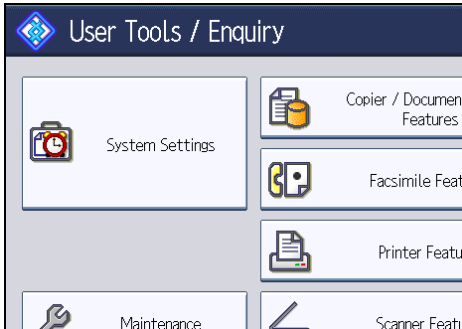 User Tools / Enquiry
System Settings
Copier / Documen
Features
Facsimile Feat
Printer Featu
Maintenance
Scanner Featu